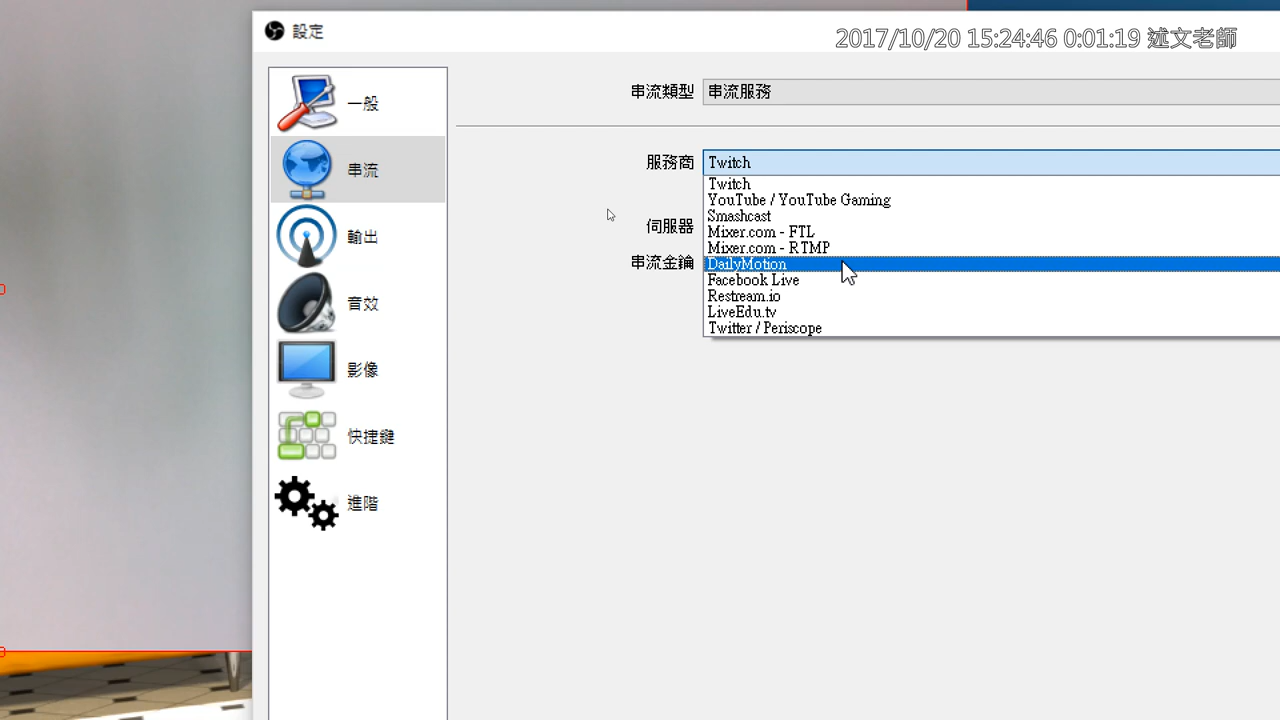 設定
2017/10/20 15:24:46 0:01:19 述文老師
一般
串流
輸出
音效
影像
快捷鍵
進階
串流類型 串流服務
服務商 Twitch
Twitch
YouTube / YouTube Gaming
Smashcast
Mixer.com - FTL
Mixer.com - RTMP
DailyMotion
Facebook Live
Restream.io
LiveEdu.tv
Twitter / Periscope
伺服器
串流金鑰